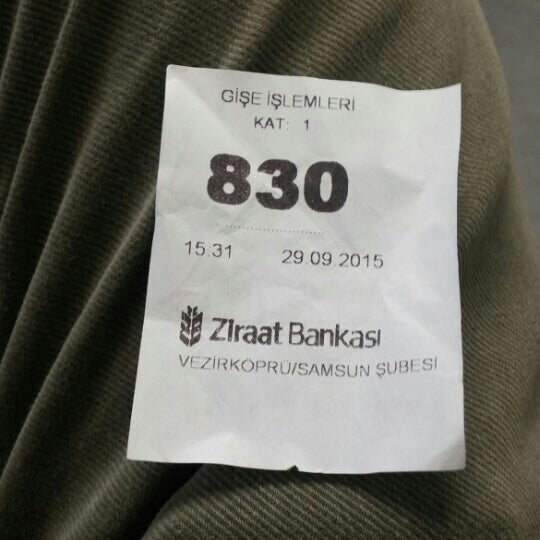 GİŞE İŞLEMLERİ
KAT: 1
830
15:31 29.09.2015
Ziraat Bankası
VEZİRKÖPRÜ/SAMSUN ŞUBESİ